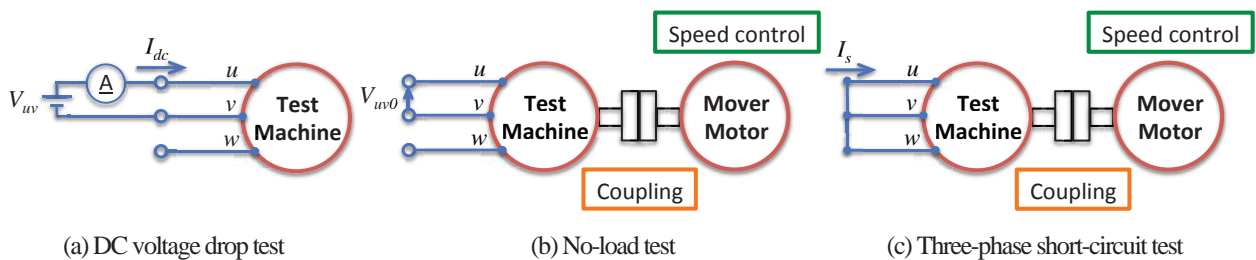 I_dc
A
V_uv
u
v
w
Test
Machine
(a) DC voltage drop test
Speed control
V_uv0
u
v
w
Test
Machine
Mover
Motor
Coupling
(b) No-load test
Speed control
I_s
u
v
w
Test
Machine
Mover
Motor
Coupling
(c) Three-phase short-circuit test